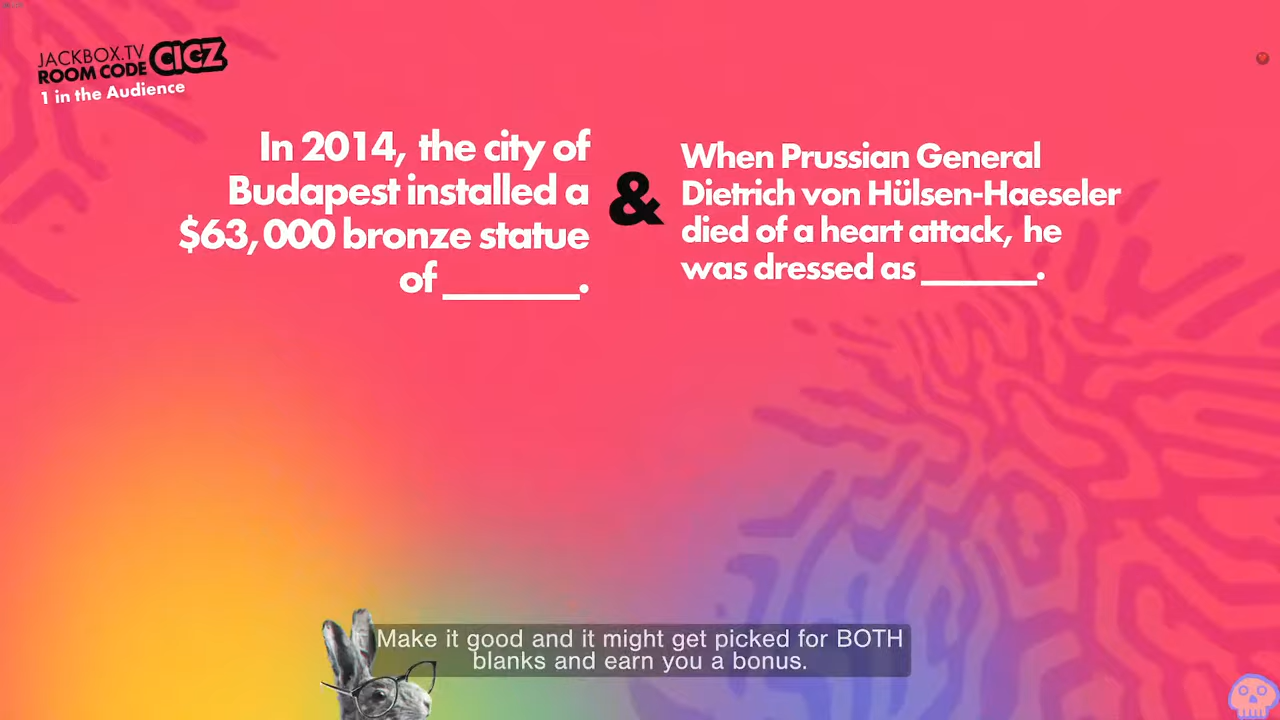 JACKBOX.TV
ROOM CODE CIGZ
1 in the Audience
In 2014, the city of
Budapest installed a
$63,000 bronze statue
of ______.
&
When Prussian General
Dietrich von Hülsen-Haeseler
died of a heart attack, he
was dressed as ______.
Make it good and it might get picked for BOTH
blanks and earn you a bonus.